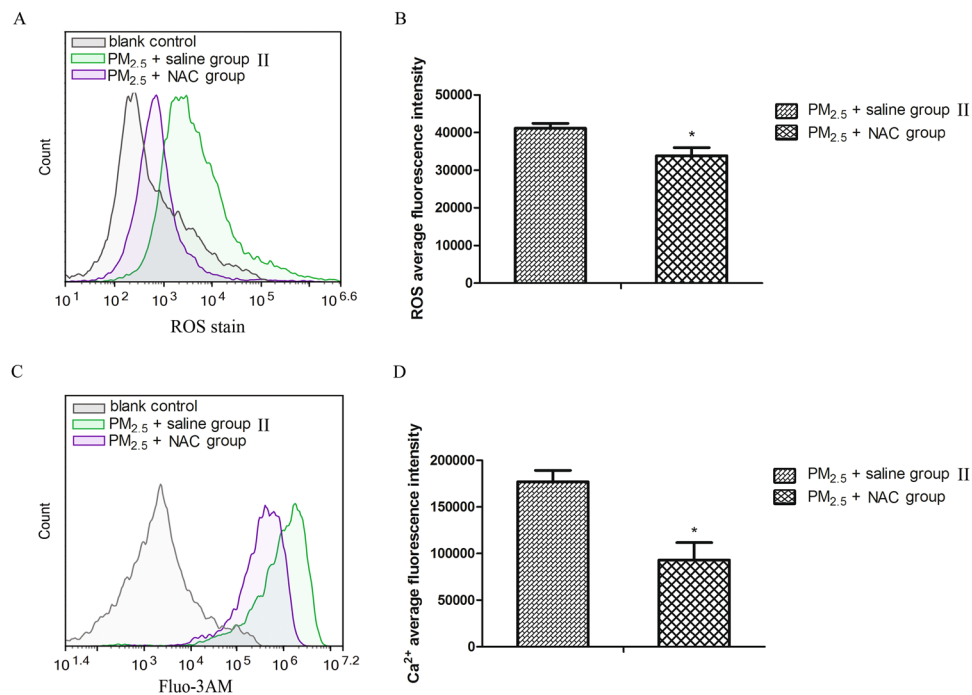 A
blank control
PM2.5 + saline group II
PM2.5 + NAC group
Count
10^1 10^2 10^3 10^4 10^5 10^6.6
ROS stain
B
ROS average fluorescence intensity
50000
40000
30000
20000
10000
0
*
PM2.5 + saline group II
PM2.5 + NAC group
C
blank control
PM2.5 + saline group II
PM2.5 + NAC group
Count
10^1.4 10^3 10^4 10^5 10^6 10^7.2
Fluo-3AM
D
Ca2+ average fluorescence intensity
200000
150000
100000
50000
0
*
PM2.5 + saline group II
PM2.5 + NAC group